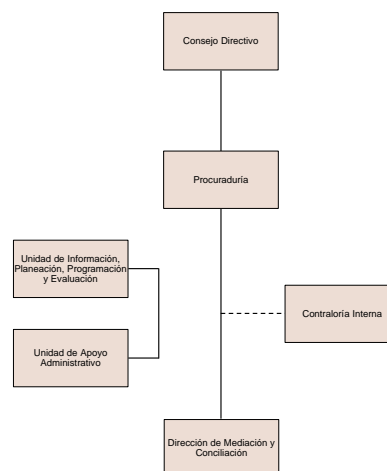 Consejo Directivo
Procuraduría
Unidad de Información,
Planeación, Programación
y Evaluación
Contraloría Interna
Unidad de Apoyo
Administrativo
Dirección de Mediación y
Conciliación